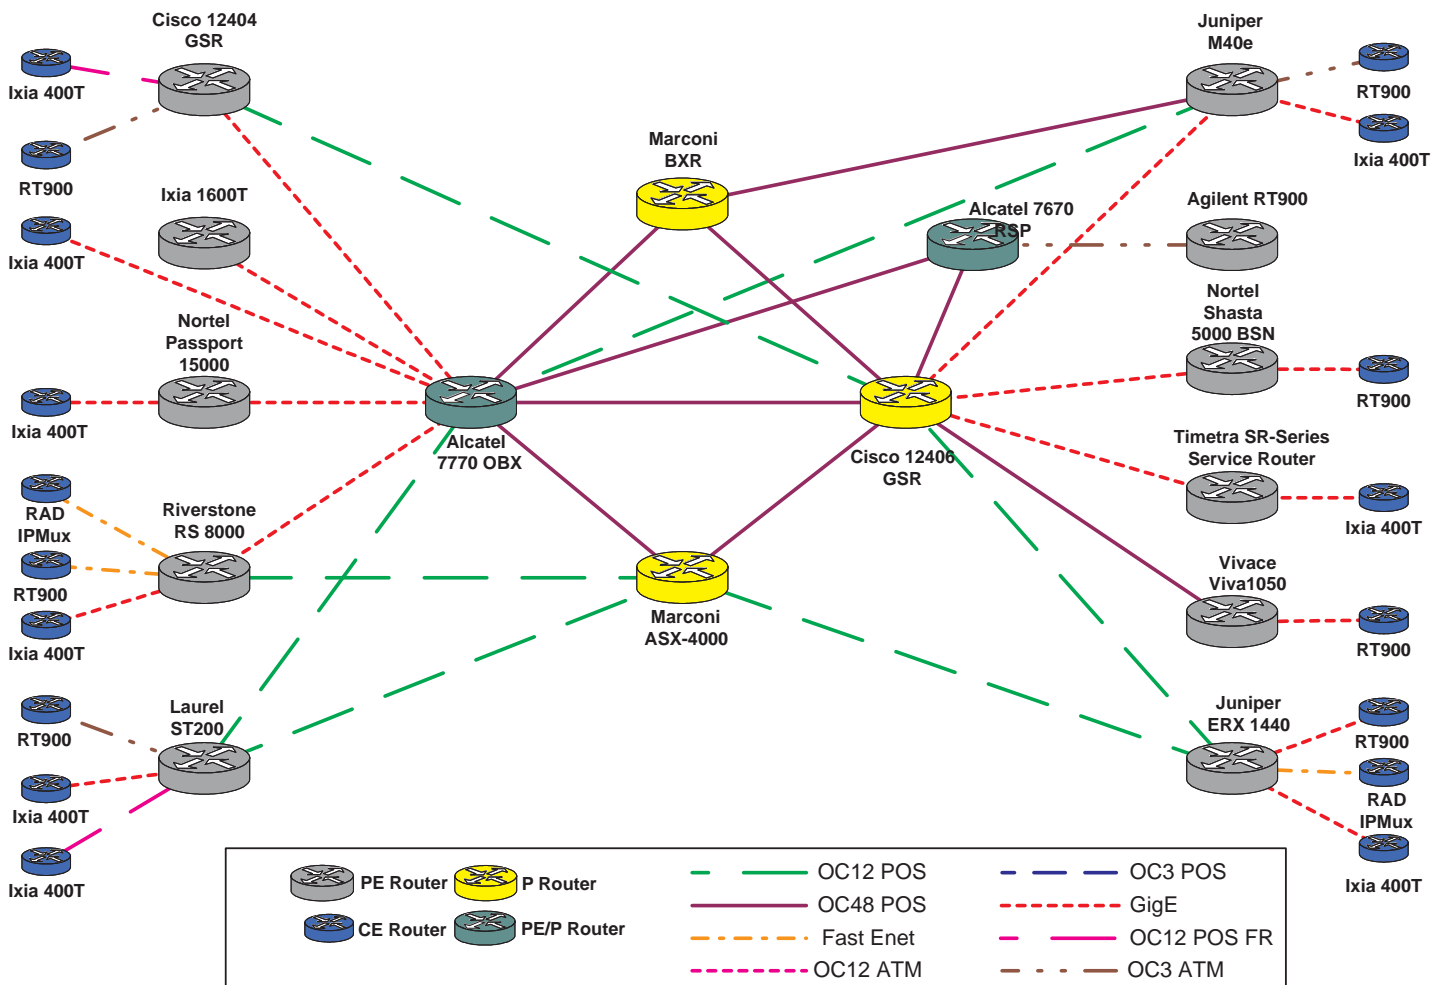 Cisco 12404
GSR
Juniper
M40e
Ixia 400T
RT900
Marconi
BXR
RT900
Ixia 400T
Ixia 1600T
Alcatel 7670
RSP
Agilent RT900
Ixia 400T
Nortel
Passport
15000
Nortel
Shasta
5000 BSN
Ixia 400T
RT900
Alcatel
7770 OBX
Cisco 12406
GSR
Timetra SR-Series
Service Router
RAD
IPMux
Riverstone
RS 8000
Ixia 400T
RT900
Vivace
Viva1050
Ixia 400T
Marconi
ASX-4000
RT900
Laurel
ST200
Juniper
ERX 1440
RT900
RT900
Ixia 400T
RAD
IPMux
Ixia 400T
Ixia 400T
PE Router
P Router
CE Router
PE/P Router
OC12 POS
OC48 POS
Fast Enet
OC12 ATM
OC3 POS
GigE
OC12 POS FR
OC3 ATM